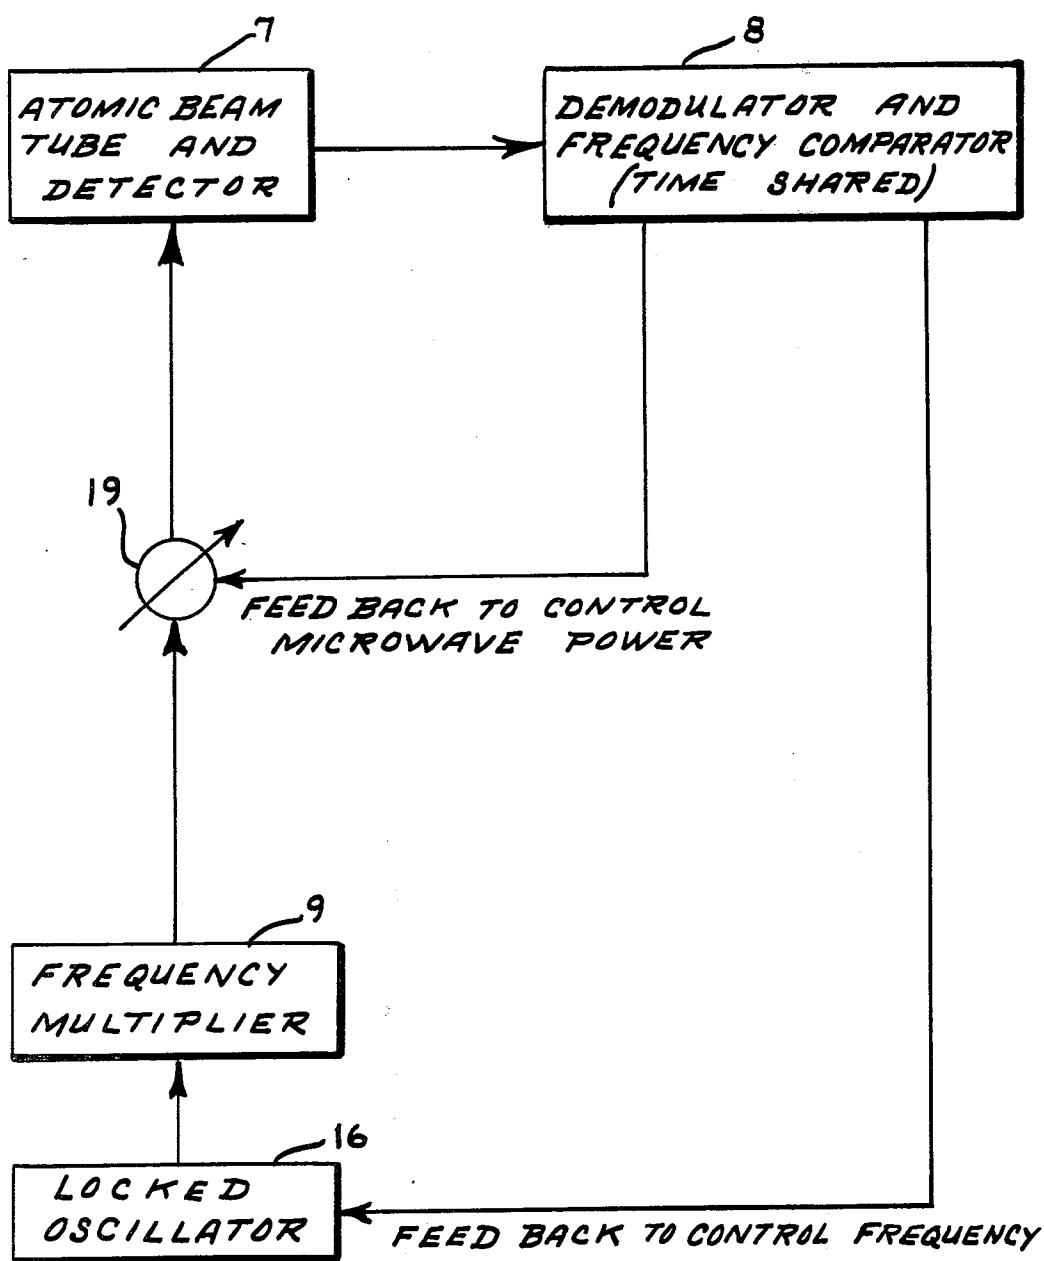 7
8
ATOMIC BEAM
TUBE AND
DETECTOR
DEMODULATOR AND
FREQUENCY COMPARATOR
(TIME SHARED)
19
FEED BACK TO CONTROL
MICROWAVE POWER
9
FREQUENCY
MULTIPLIER
16
LOCKED
OSCILLATOR
FEED BACK TO CONTROL FREQUENCY